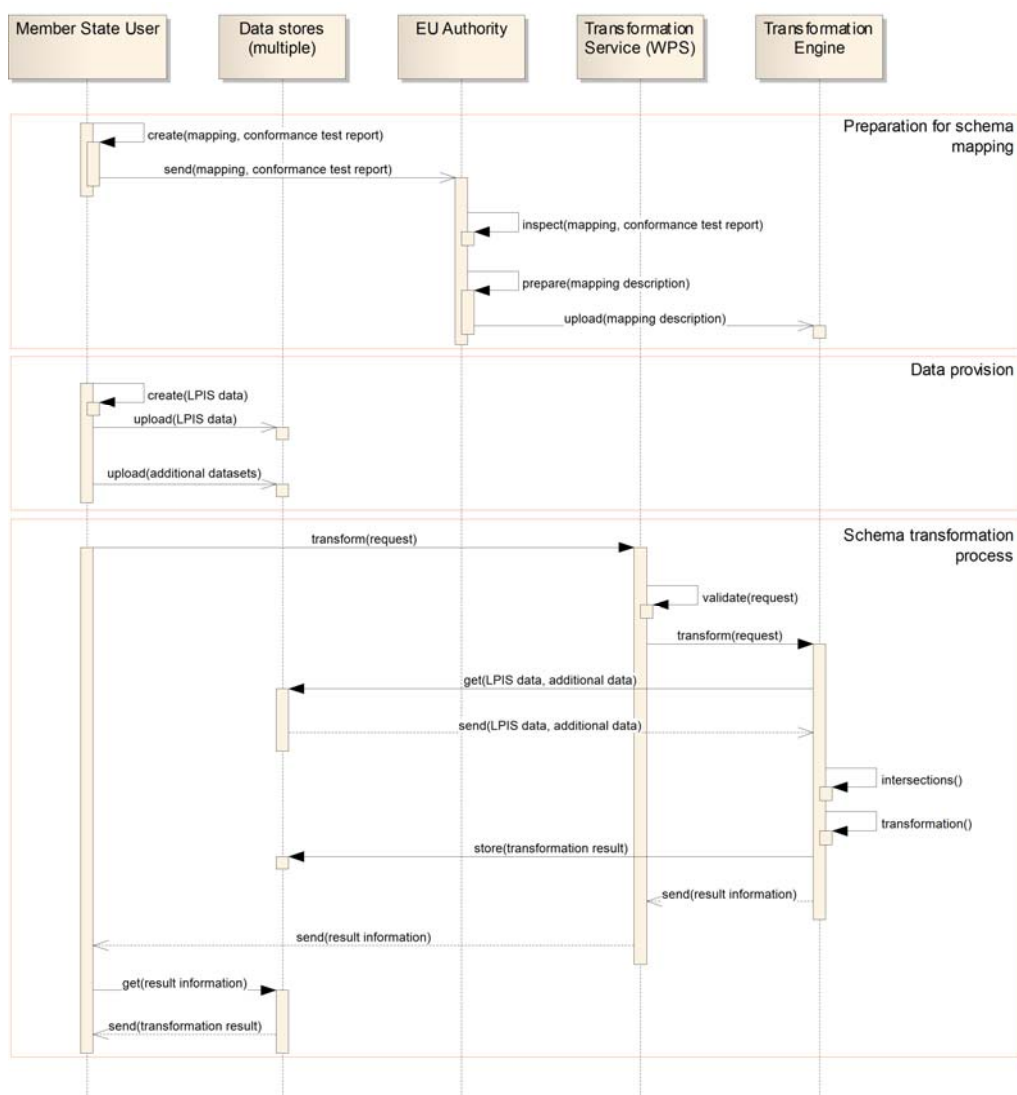 Member State User
Data stores
(multiple)
EU Authority
Transformation
Service (WPS)
Transformation
Engine
Preparation for schema
mapping
create(mapping, conformance test report)
send(mapping, conformance test report)
inspect(mapping, conformance test report)
prepare(mapping description)
upload(mapping description)
Data provision
create(LPIS data)
upload(LPIS data)
upload(additional datasets)
Schema transformation
process
transform(request)
validate(request)
transform(request)
get(LPIS data, additional data)
send(LPIS data, additional data)
intersections()
transformation()
store(transformation result)
send(result information)
send(result information)
get(result information)
send(transformation result)